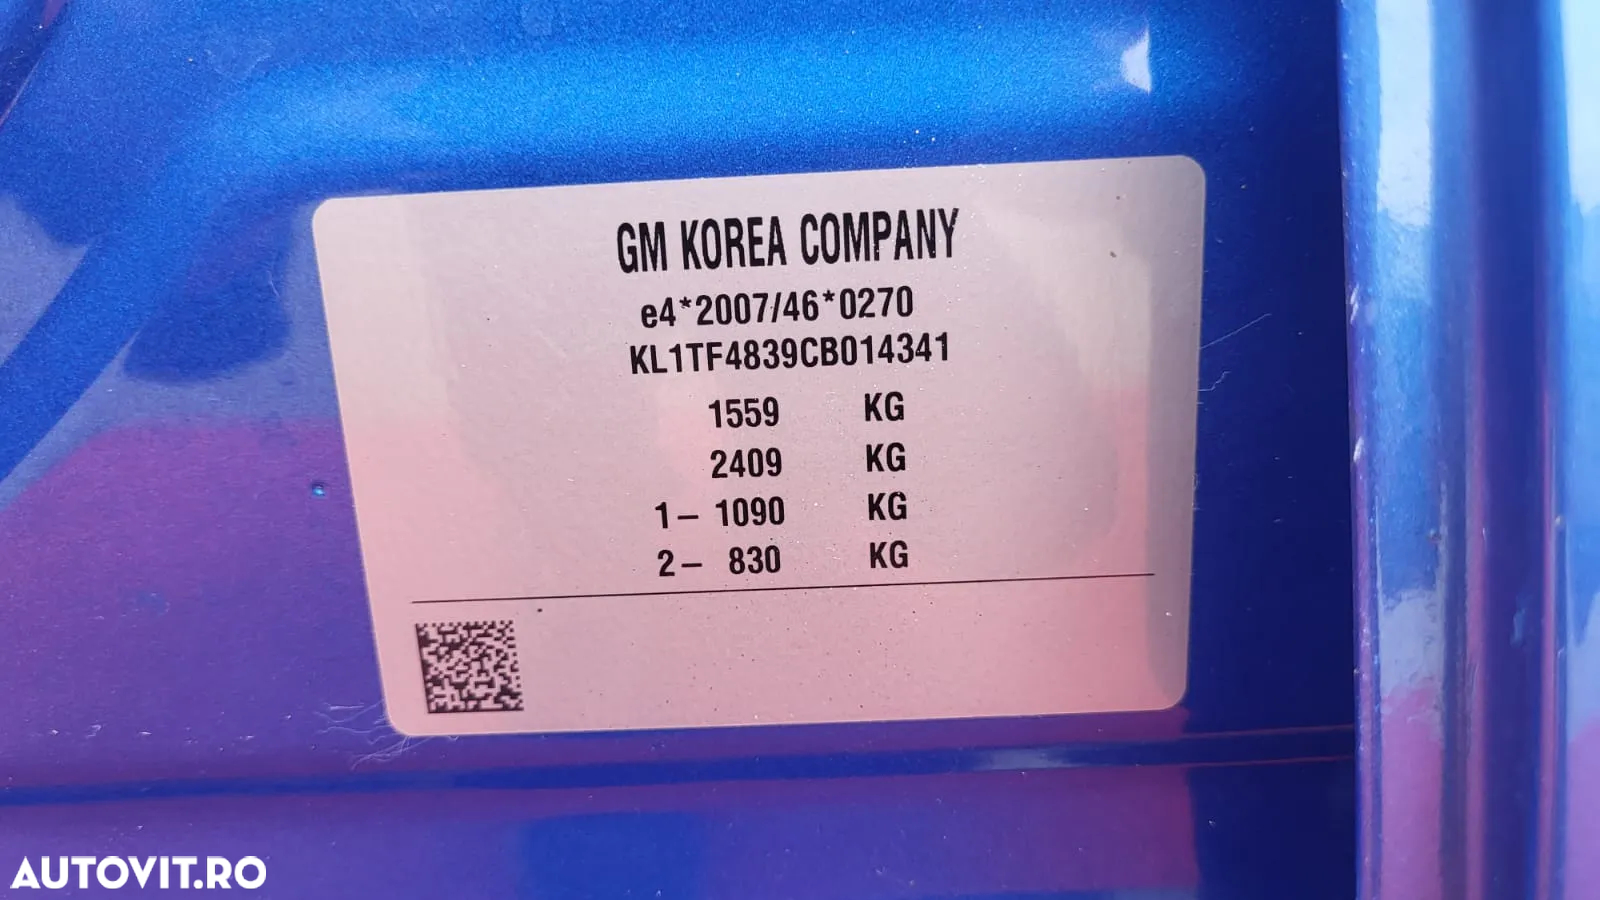 GM KOREA COMPANY
e4*2007/46*0270
KL1TF4839CB014341
1559 KG
2409 KG
1– 1090 KG
2– 830 KG
AUTOVIT.RO